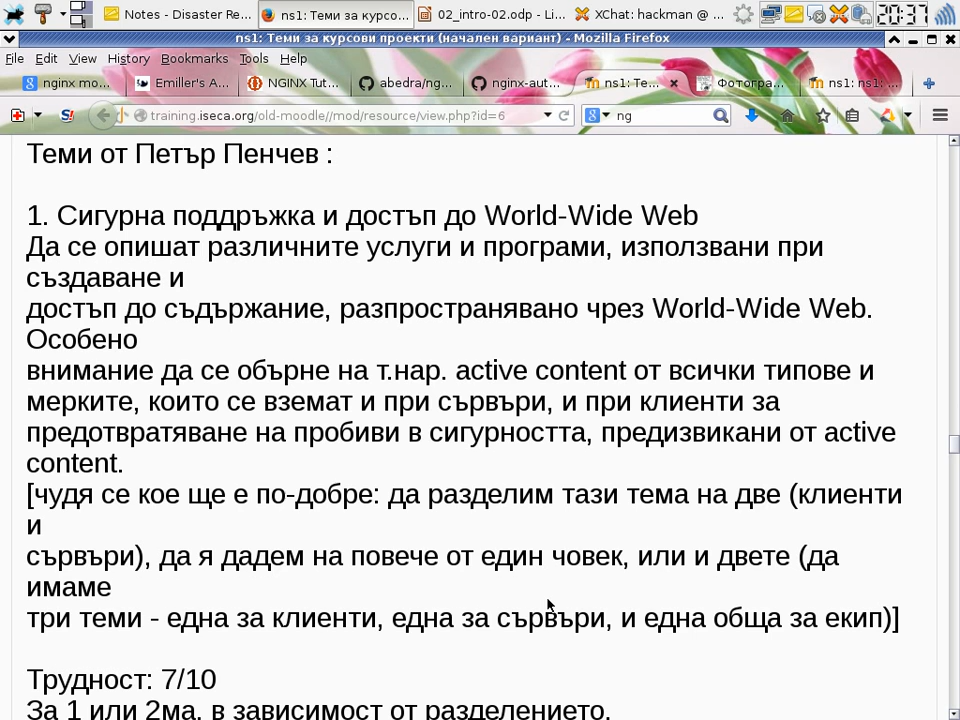 Notes - Disaster Re...
ns1: Теми за курсо...
02_intro-02.odp - Li...
XChat: hackman @ ...
20:37
ns1: Теми за курсови проекти (начален вариант) - Mozilla Firefox
File Edit View History Bookmarks Tools Help
nginx mo...
Emiller's A...
NGINX Tut...
abedra/ng...
nginx-aut...
ns1: Te...
Фотогра...
ns1: ns1: ...
training.iseca.org/old-moodle//mod/resource/view.php?id=6
ng
Теми от Петър Пенчев :
1. Сигурна поддръжка и достъп до World-Wide Web
Да се опишат различните услуги и програми, използвани при
създаване и
достъп до съдържание, разпространявано чрез World-Wide Web.
Особено
внимание да се обърне на т.нар. active content от всички типове и
мерките, които се вземат и при сървъри, и при клиенти за
предотвратяване на пробиви в сигурността, предизвикани от active
content.
[чудя се кое ще е по-добре: да разделим тази тема на две (клиенти
и
сървъри), да я дадем на повече от един човек, или и двете (да
имаме
три теми - една за клиенти, една за сървъри, и една обща за екип)]
Трудност: 7/10
За 1 или 2ма, в зависимост от разделението.